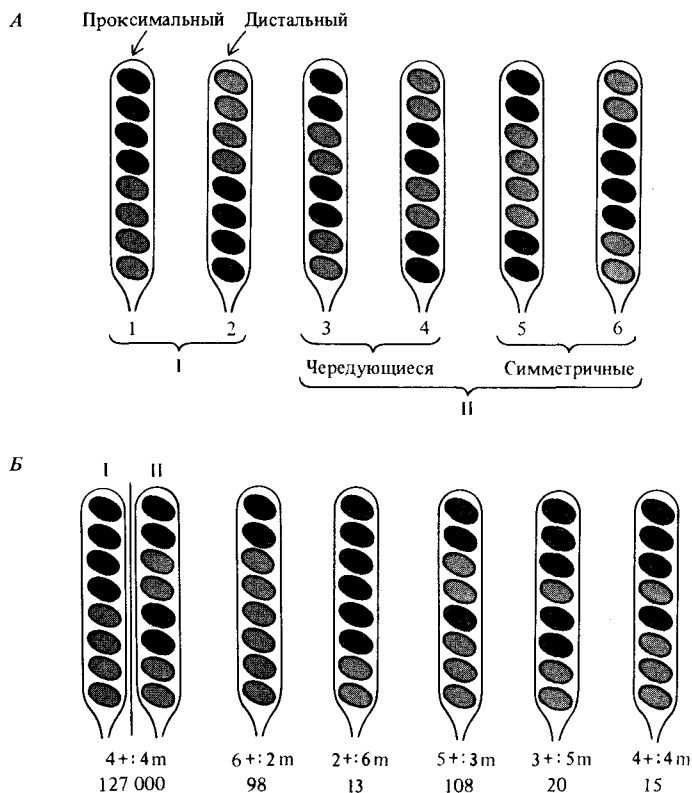 А
Проксимальный Дистальный
1 2 3 4 5 6
I Чередующиеся Симметричные
II
Б
I II
4+:4m 6+:2m 2+:6m 5+:3m 3+:5m 4+:4m
127 000 98 13 108 20 15